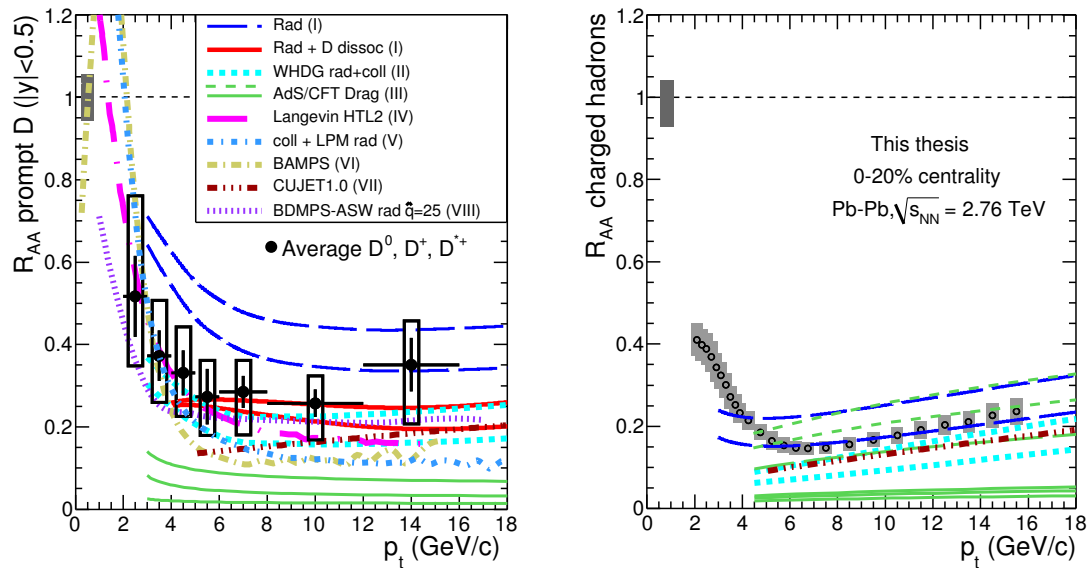 R_AA prompt D (|y|<0.5)
1.2
1
0.8
0.6
0.4
0.2
0
Rad (I)
Rad + D dissoc (I)
WHDG rad+coll (II)
AdS/CFT Drag (III)
Langevin HTL2 (IV)
coll + LPM rad (V)
BAMPS (VI)
CUJET1.0 (VII)
BDMPS-ASW rad q̂=25 (VIII)
Average D^0, D^+, D^*+
0 2 4 6 8 10 12 14 16 18
p_t (GeV/c)
R_AA charged hadrons
1.2
1
0.8
0.6
0.4
0.2
0
This thesis
0-20% centrality
Pb-Pb,√s_NN = 2.76 TeV
0 2 4 6 8 10 12 14 16 18
p_t (GeV/c)